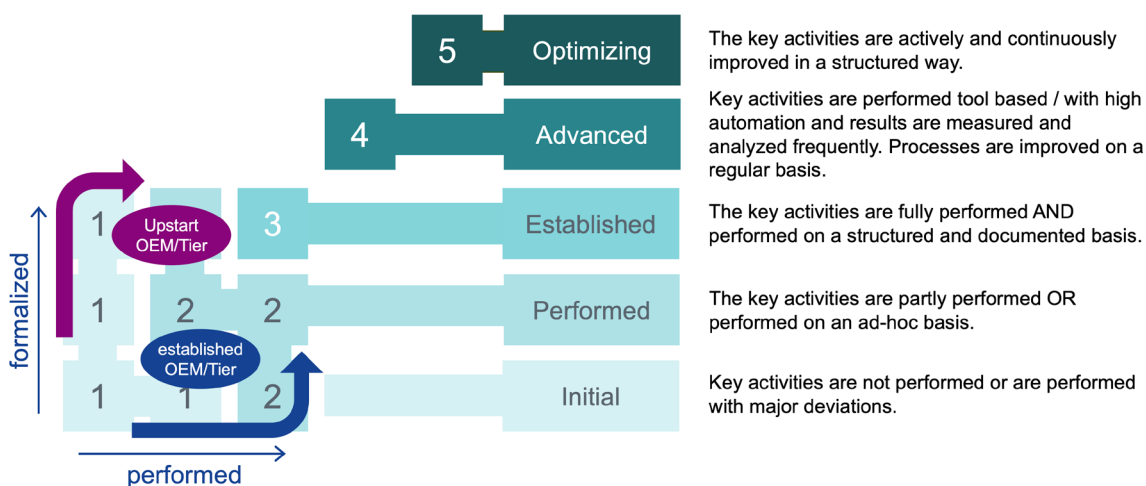 5
Optimizing
The key activities are actively and continuously
improved in a structured way.
4
Advanced
Key activities are performed tool based / with high
automation and results are measured and
analyzed frequently. Processes are improved on a
regular basis.
1
Upstart
OEM/Tier
3
Established
The key activities are fully performed AND
performed on a structured and documented basis.
formalized
1
2
2
Performed
The key activities are partly performed OR
performed on an ad-hoc basis.
established
OEM/Tier
1
1
2
Initial
Key activities are not performed or are performed
with major deviations.
performed